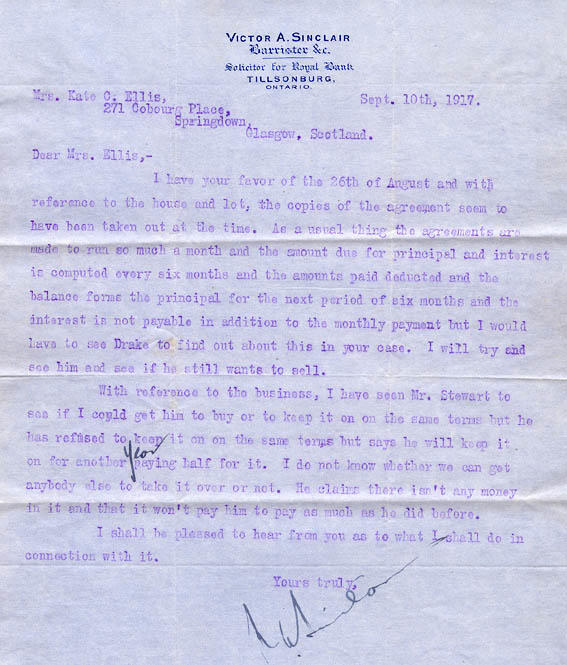 VICTOR A. SINCLAIR
Barrister &c.
Solicitor for Royal Bank
TILLSONBURG,
ONTARIO.
Mrs. Kate C. Ellis,
Sept. 10th, 1917.
271 Cobourg Place,
Springdown,
Glasgow, Scotland.
Dear Mrs. Ellis,-
I have your favor of the 26th of August and with
reference to the house and lot, the copies of the agreement seem to
have been taken out at the time. As a usual thing the agreements are
made to run so much a month and the amount due for principal and interest
is computed every six months and the amounts paid deducted and the
balance forms the principal for the next period of six months and the
interest is not payable in addition to the monthly payment but I would
have to see Drake to find out about this in your case. I will try and
see him and see if he still wants to sell.
With reference to the business, I have seen Mr. Stewart to
see if I could get him to buy or to keep it on on the same terms but he
has refused to keep it on on the same terms but says he will keep it
on for another year paying half for it. I do not know whether we can get
anybody else to take it over or not. He claims there isn't any money
in it and that it won't pay him to pay as much as he did before.
I shall be pleased to hear from you as to what I shall do in
connection with it.
Yours truly,